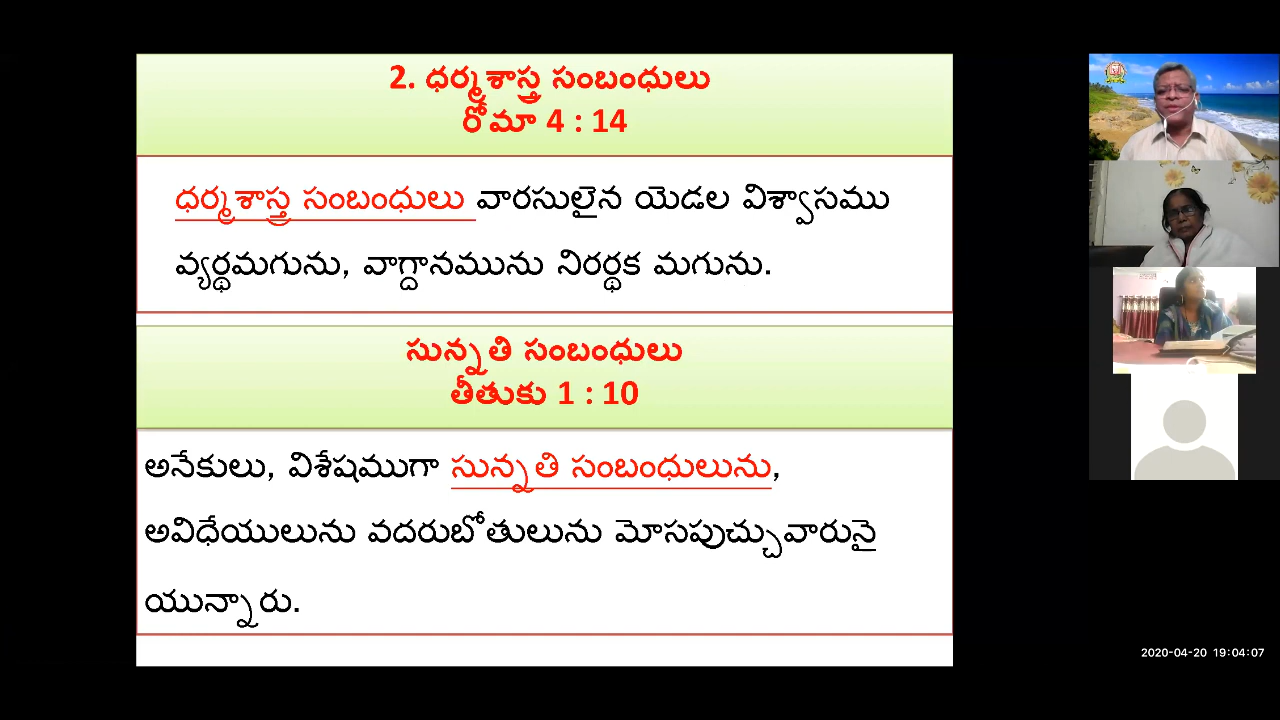 2. ధర్మశాస్త్ర సంబంధులు
రోమా 4 : 14
ధర్మశాస్త్ర సంబంధులు వారసులైన యెడల విశ్వాసము
వ్యర్థమగును, వాగ్దానమును నిరర్థక మగును.
సున్నతి సంబంధులు
తీతుకు 1 : 10
అనేకులు, విశేషముగా సున్నతి సంబంధులును,
అవిధేయులును వదరుబోతులును మోసపుచ్చువారునై
యున్నారు.
2020-04-20 19:04:07